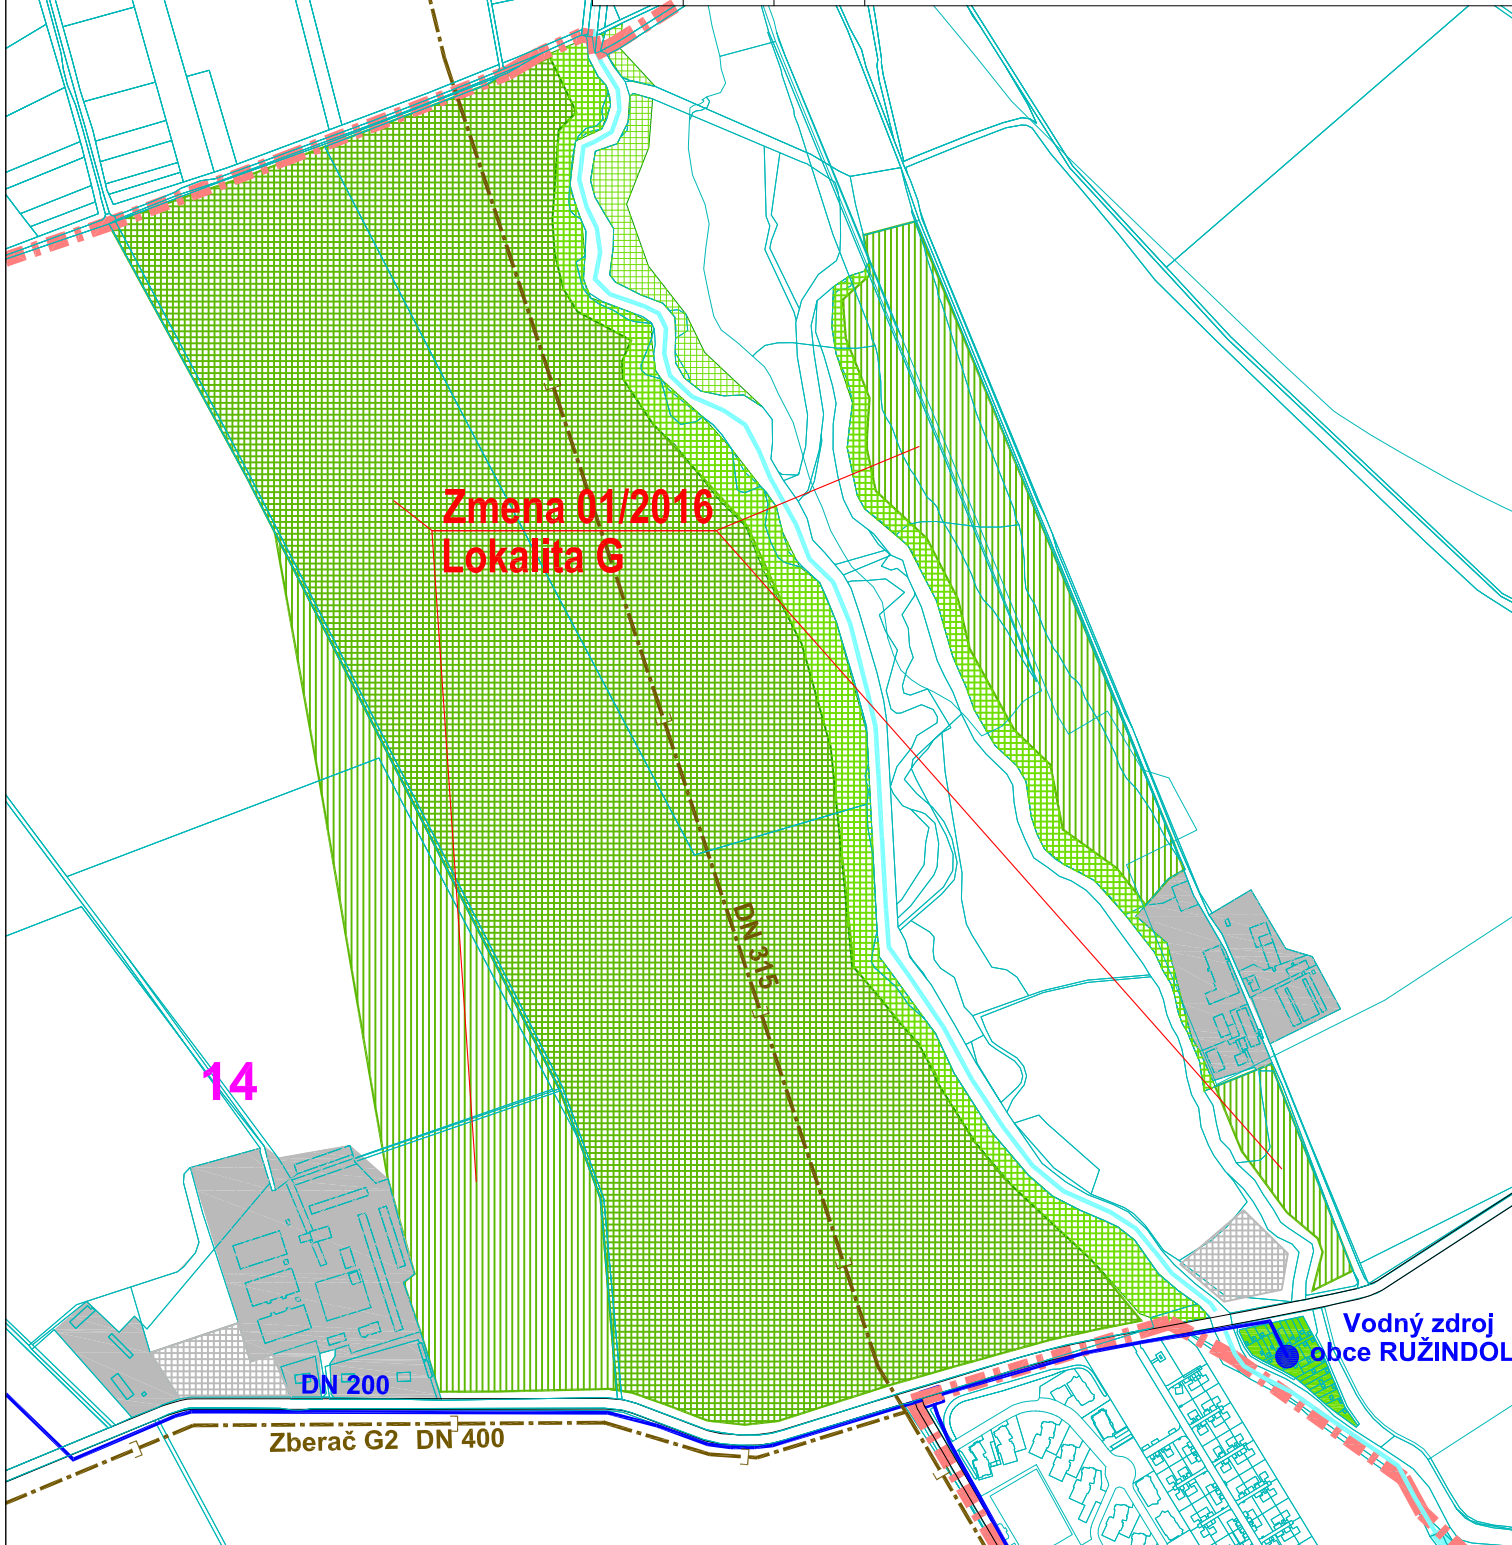 Zmena 01/2016
Lokalita G
DN 315
14
Vodný zdroj
obce RUŽINDOL
DN 200
Zberač G2 DN 400